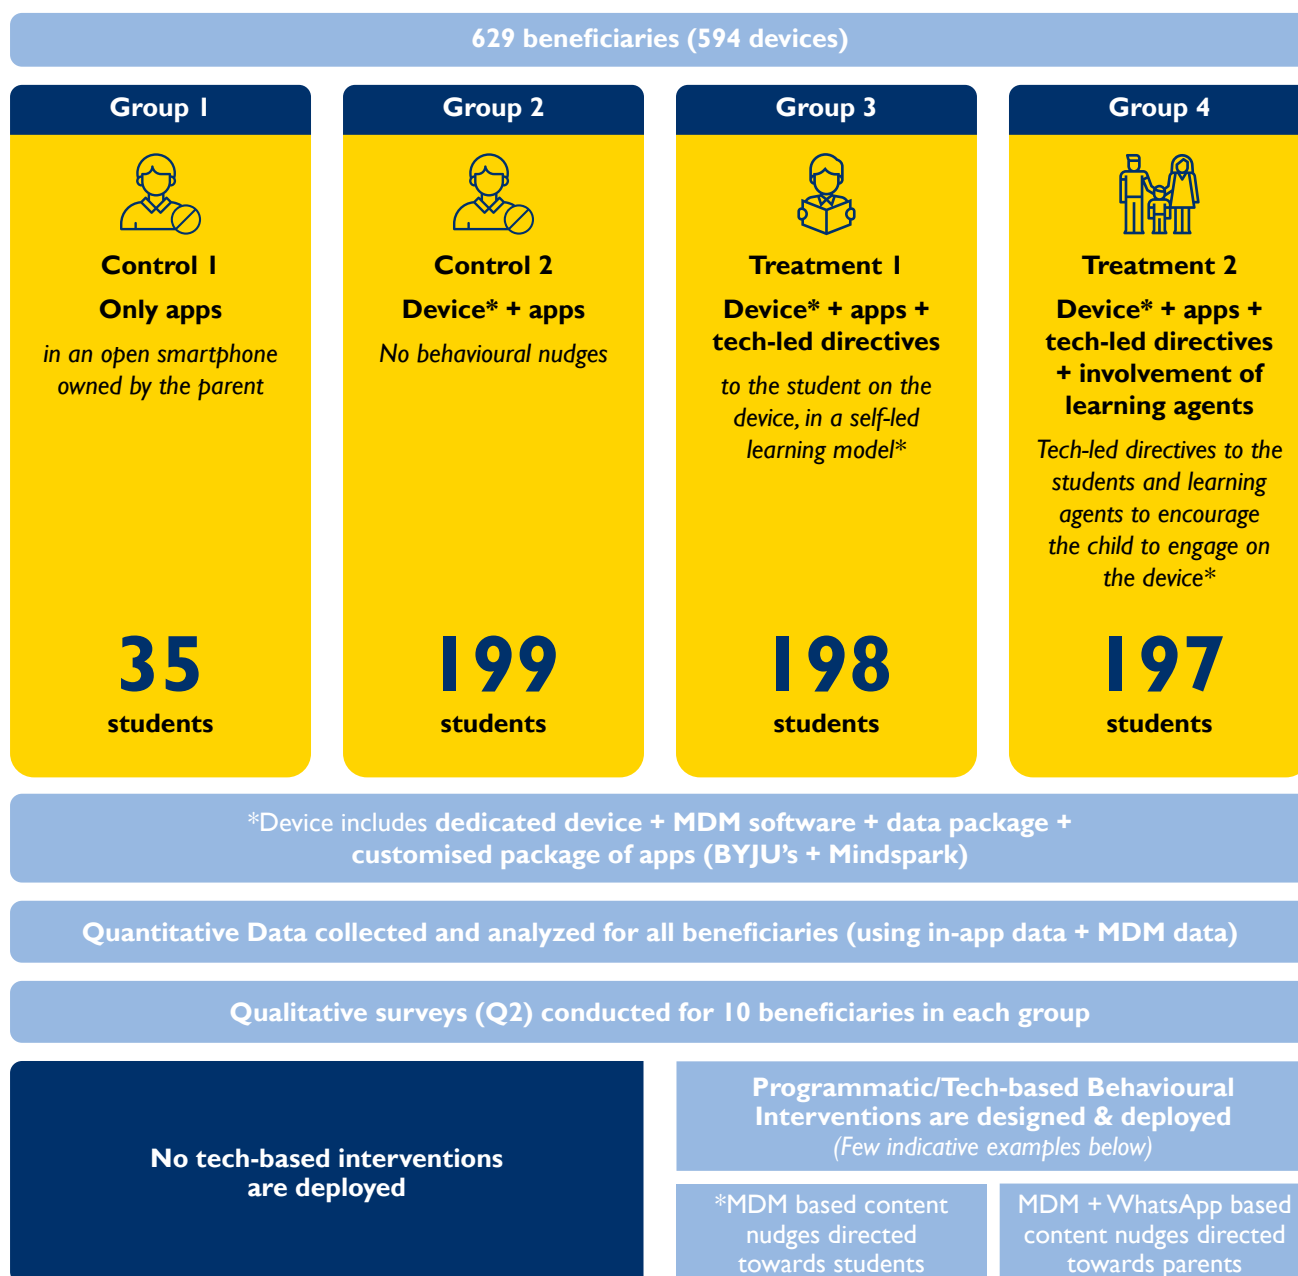 629 beneficiaries (594 devices)
Group 1
Control 1
Only apps
in an open smartphone
owned by the parent
35
students
Group 2
Control 2
Device* + apps
No behavioural nudges
199
students
Group 3
Treatment 1
Device* + apps +
tech-led directives
to the student on the
device, in a self-led
learning model*
198
students
Group 4
Treatment 2
Device* + apps +
tech-led directives
+ involvement of
learning agents
Tech-led directives to the
students and learning
agents to encourage
the child to engage on
the device*
197
students
*Device includes dedicated device + MDM software + data package +
customised package of apps (BYJU’s + Mindspark)
Quantitative Data collected and analyzed for all beneficiaries (using in-app data + MDM data)
Qualitative surveys (Q2) conducted for 10 beneficiaries in each group
No tech-based interventions
are deployed
Programmatic/Tech-based Behavioural
Interventions are designed & deployed
(Few indicative examples below)
*MDM based content
nudges directed
towards students
MDM + WhatsApp based
content nudges directed
towards parents